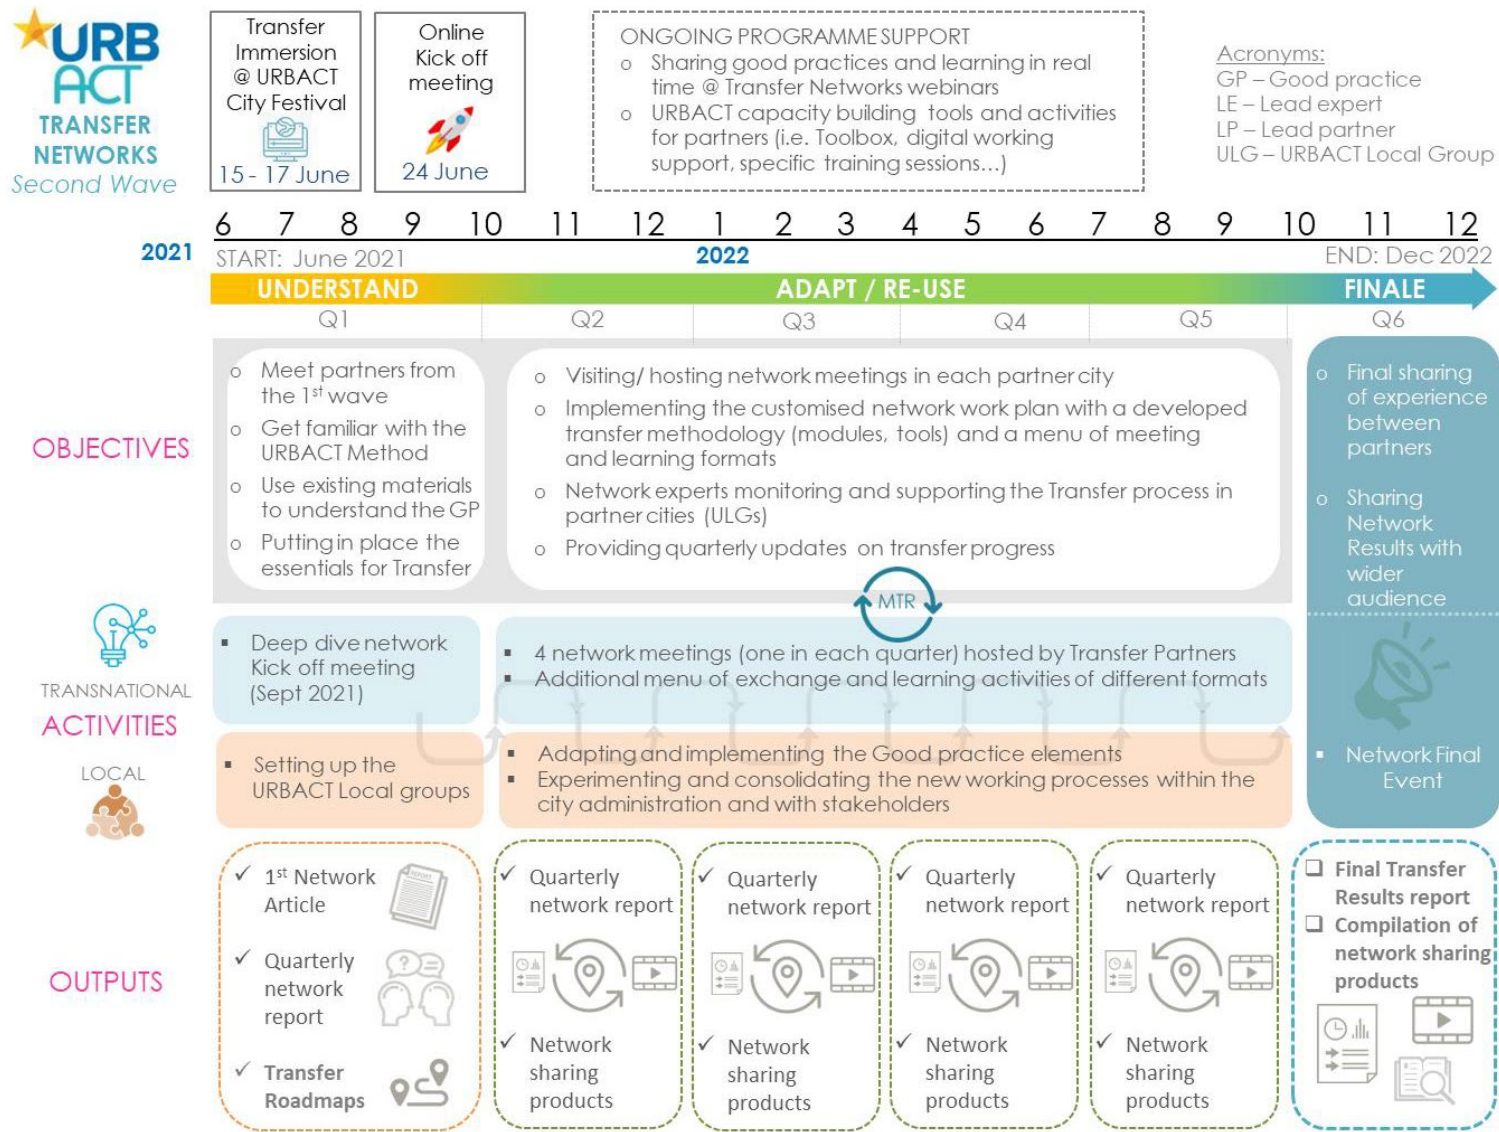 URB
ACT
TRANSFER
NETWORKS
Second Wave
Transfer
Immersion
@ URBACT
City Festival
15 - 17 June
Online
Kick off
meeting
24 June
ONGOING PROGRAMME SUPPORT
o Sharing good practices and learning in real
time @ Transfer Networks webinars
o URBACT capacity building tools and activities
for partners (i.e. Toolbox, digital working
support, specific training sessions...)
Acronyms:
GP – Good practice
LE – Lead expert
LP – Lead partner
ULG – URBACT Local Group
6 7 8 9 10 11 12 1 2 3 4 5 6 7 8 9 10 11 12
2021 START: June 2021 2022 END: Dec 2022
UNDERSTAND ADAPT / RE-USE FINALE
Q1 Q2 Q3 Q4 Q5 Q6
OBJECTIVES
o Meet partners from
the 1st wave
o Get familiar with the
URBACT Method
o Use existing materials
to understand the GP
o Putting in place the
essentials for Transfer
o Visiting/ hosting network meetings in each partner city
o Implementing the customised network work plan with a developed
transfer methodology (modules, tools) and a menu of meeting
and learning formats
o Network experts monitoring and supporting the Transfer process in
partner cities (ULGs)
o Providing quarterly updates on transfer progress
MTR
o Final sharing
of experience
between
partners
o Sharing
Network
Results with
wider
audience
TRANSNATIONAL
ACTIVITIES
LOCAL
▪ Deep dive network
Kick off meeting
(Sept 2021)
▪ 4 network meetings (one in each quarter) hosted by Transfer Partners
▪ Additional menu of exchange and learning activities of different formats
▪ Setting up the
URBACT Local groups
▪ Adapting and implementing the Good practice elements
▪ Experimenting and consolidating the new working processes within the
city administration and with stakeholders
▪ Network Final
Event
OUTPUTS
✓ 1st Network
Article
REPORT
✓ Quarterly
network
report
✓ Transfer
Roadmaps
✓ Quarterly
network report
✓ Network
sharing
products
✓ Quarterly
network report
✓ Network
sharing
products
✓ Quarterly
network report
✓ Network
sharing
products
✓ Quarterly
network report
✓ Network
sharing
products
❑ Final Transfer
Results report
❑ Compilation of
network sharing
products